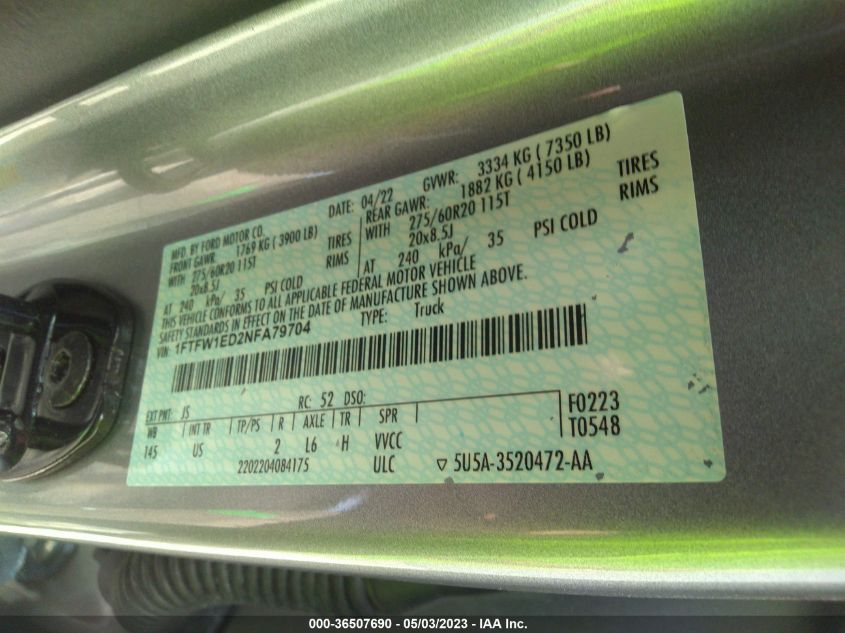 MFD. BY FORD MOTOR CO.
DATE: 04/22 GVWR: 3334 KG ( 7350 LB)
FRONT GAWR: 1769 KG (3900 LB) REAR GAWR: 1882 KG ( 4150 LB)
WITH 275/60R20 115T TIRES WITH 275/60R20 115T TIRES
20x8.5J RIMS 20x8.5J RIMS
AT 240 kPa/ 35 PSI COLD AT 240 kPa/ 35 PSI COLD
THIS VEHICLE CONFORMS TO ALL APPLICABLE FEDERAL MOTOR VEHICLE
SAFETY STANDARDS IN EFFECT ON THE DATE OF MANUFACTURE SHOWN ABOVE.
VIN: 1FTFW1ED2NFA79704 TYPE: Truck
EXT PNT: JS RC: 52 DSO: F0223
WB INT TR TP/PS R AXLE TR SPR T0548
145 US 2 L6 H VVCC
2202204084175 ULC 5U5A-3520472-AA
000-36507690 - 05/03/2023 - IAA Inc.